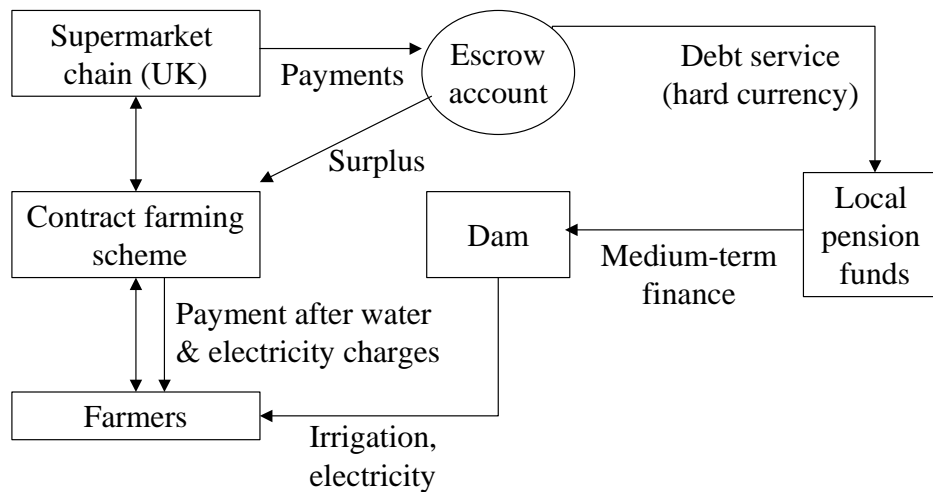 Supermarket
chain (UK)
Payments
Escrow
account
Debt service
(hard currency)
Surplus
Contract farming
scheme
Dam
Local
pension
funds
Medium-term
finance
Payment after water
& electricity charges
Farmers
Irrigation,
electricity